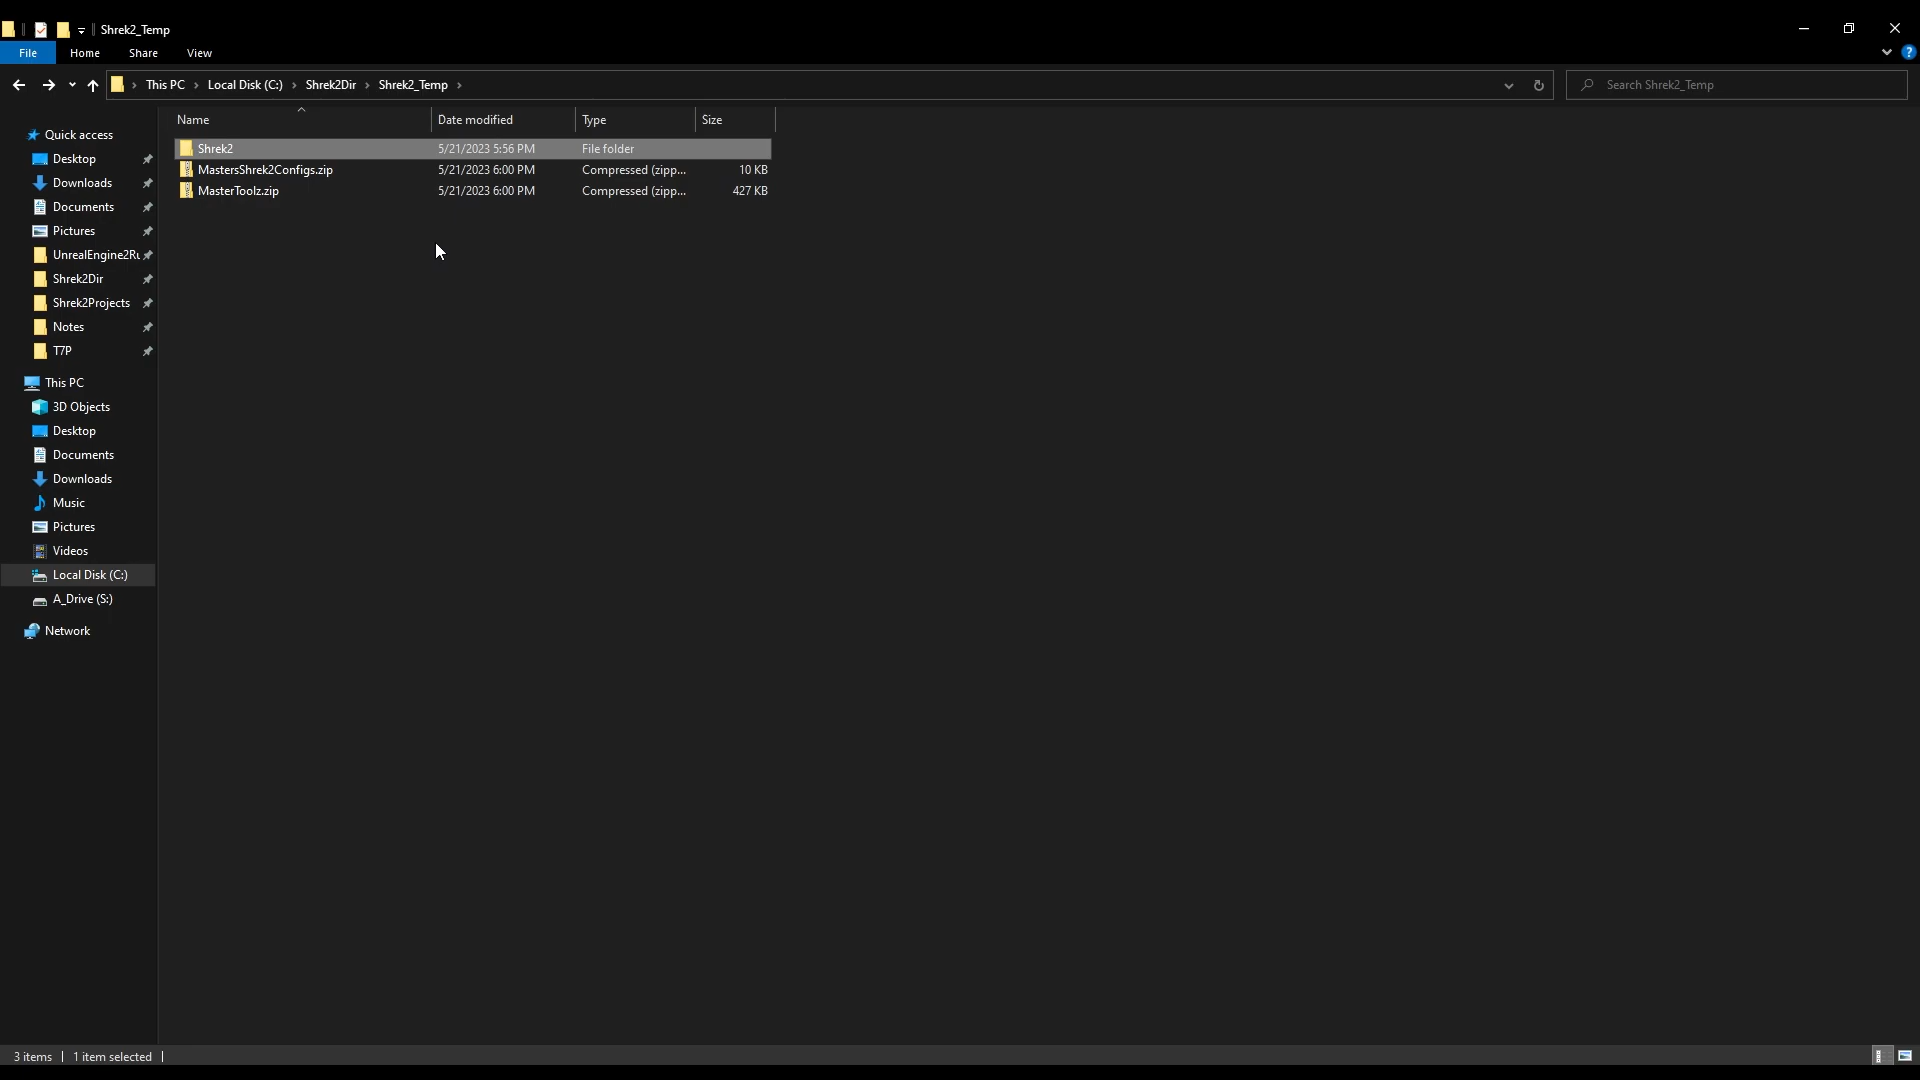 Shrek2_Temp
File Home Share View
This PC Local Disk (C:) Shrek2Dir Shrek2_Temp
Search Shrek2_Temp
Name Date modified Type Size
Shrek2 5/21/2023 5:56 PM File folder
MastersShrek2Configs.zip 5/21/2023 6:00 PM Compressed (zipp... 10 KB
MasterToolz.zip 5/21/2023 6:00 PM Compressed (zipp... 427 KB
Quick access
Desktop
Downloads
Documents
Pictures
UnrealEngine2Ru
Shrek2Dir
Shrek2Projects
Notes
T7P
This PC
3D Objects
Desktop
Documents
Downloads
Music
Pictures
Videos
Local Disk (C:)
A_Drive (S:)
Network
3 items 1 item selected